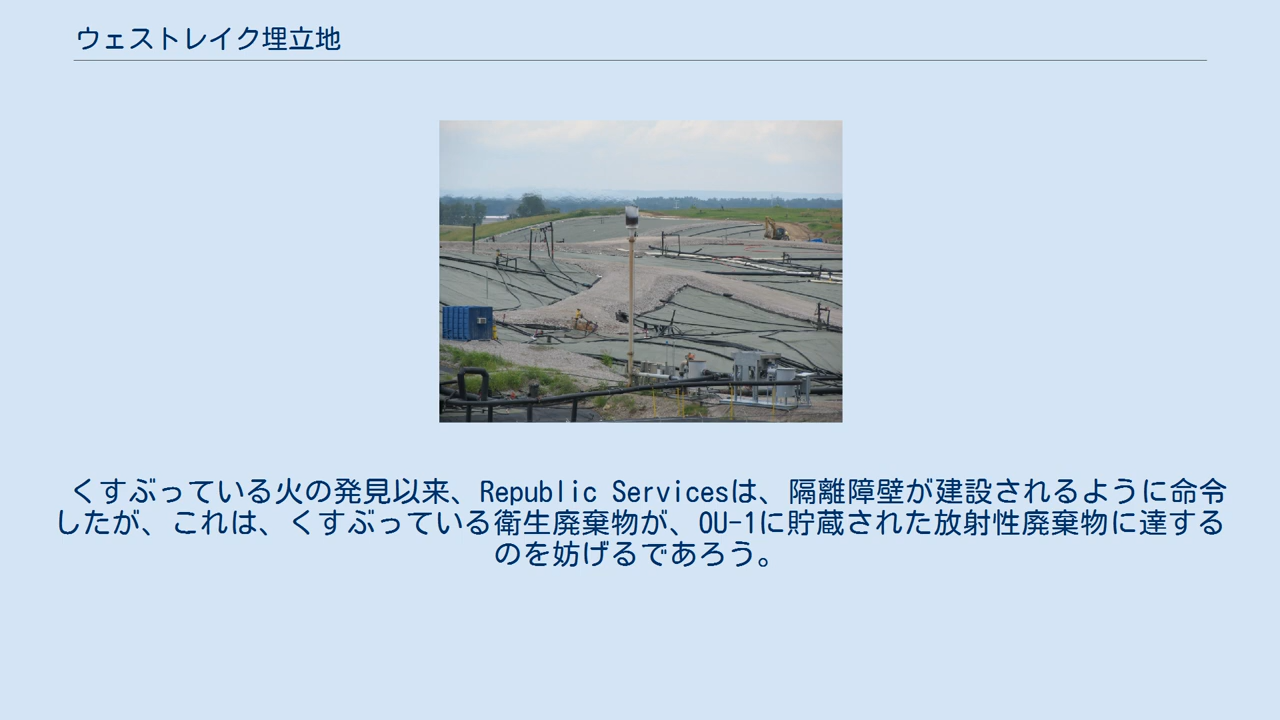 ウェストレイク埋立地
くすぶっている火の発見以来、Republic Servicesは、隔離障壁が建設されるように命令
したが、これは、くすぶっている衛生廃棄物が、OU-1に貯蔵された放射性廃棄物に達する
のを妨げるであろう。